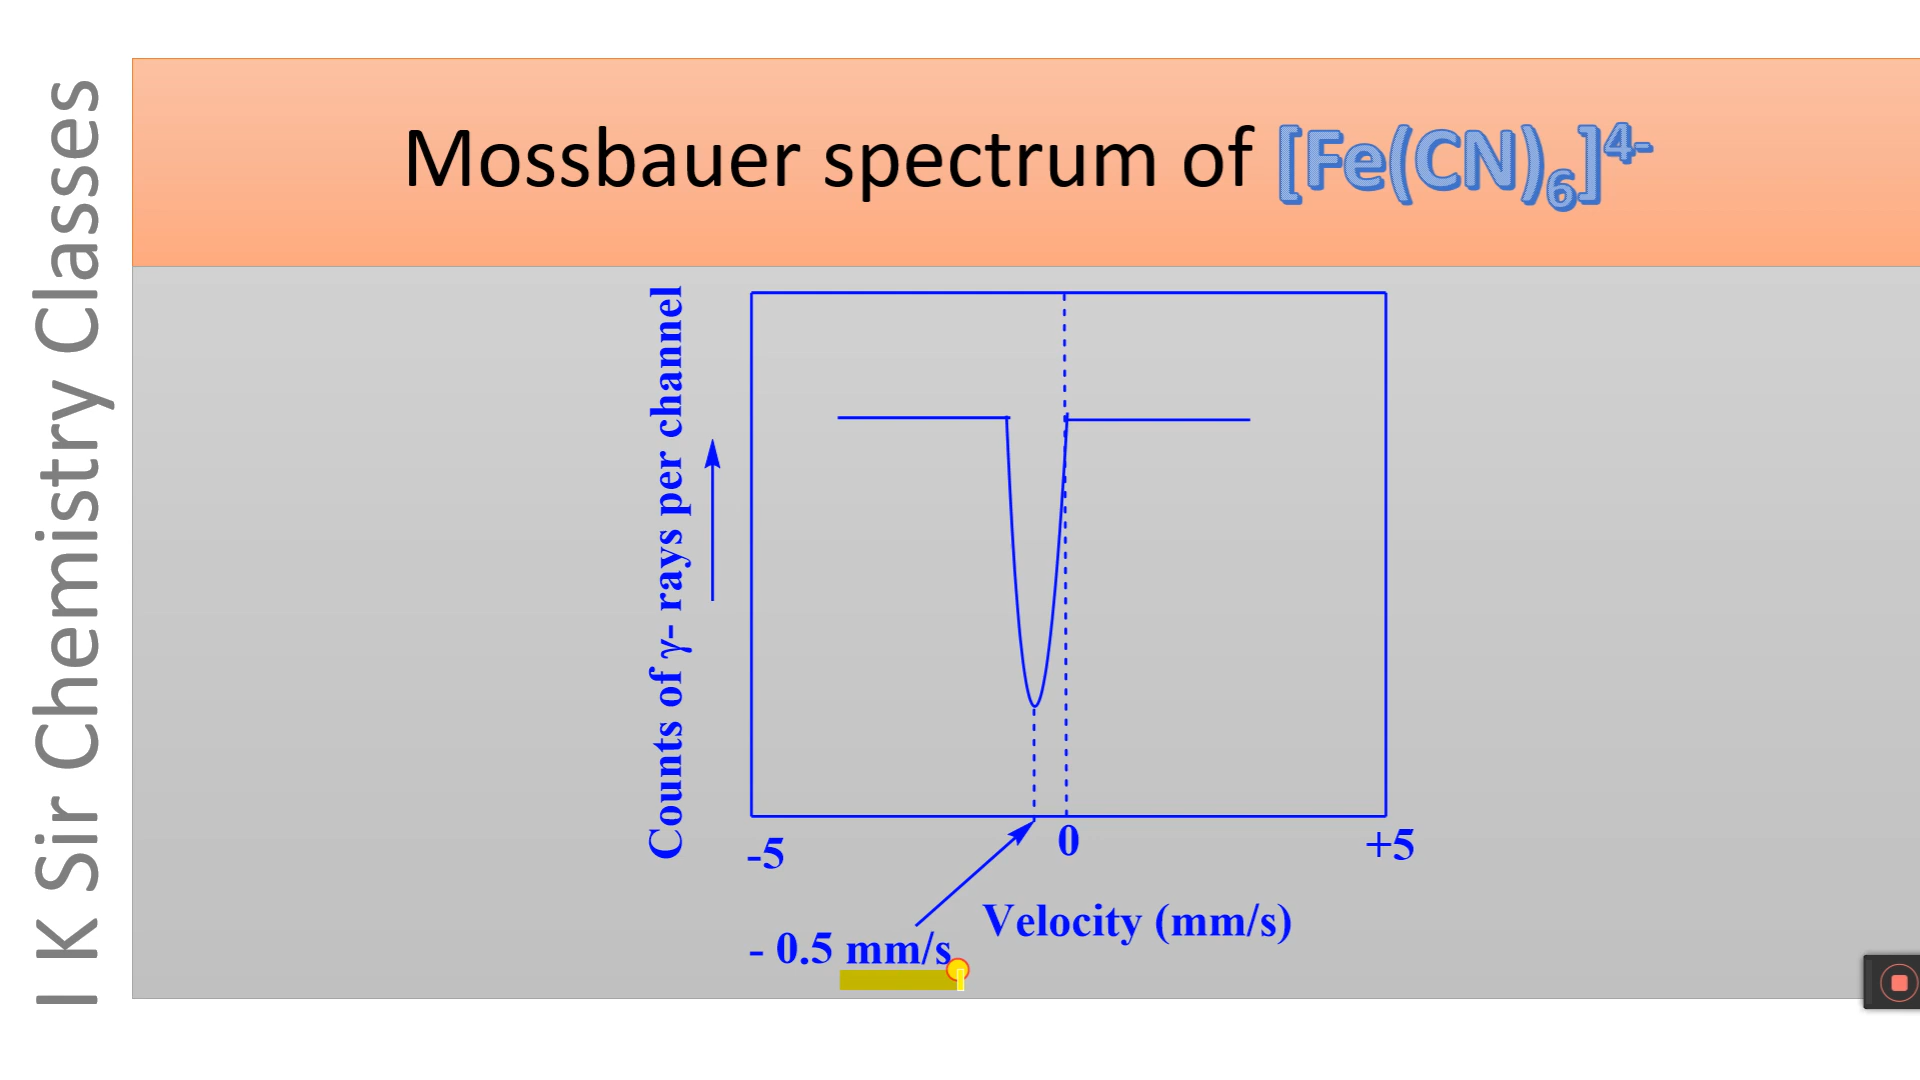 I K Sir Chemistry Classes
Mossbauer spectrum of [Fe(CN)₆]⁴⁻
Counts of γ- rays per channel
-5
0
+5
Velocity (mm/s)
- 0.5 mm/s